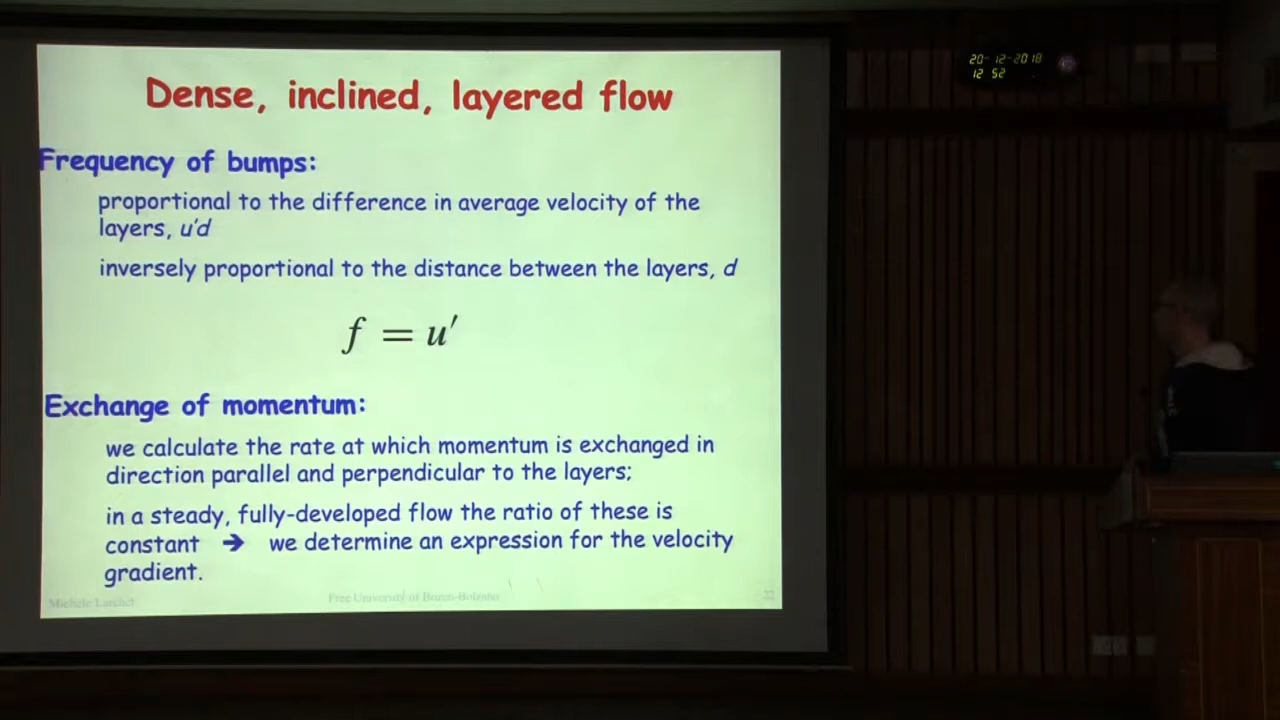 20-12-2018
12 52
Dense, inclined, layered flow
Frequency of bumps:
proportional to the difference in average velocity of the
layers, u'd
inversely proportional to the distance between the layers, d
f = u'
Exchange of momentum:
we calculate the rate at which momentum is exchanged in
direction parallel and perpendicular to the layers;
in a steady, fully-developed flow the ratio of these is
constant ➔ we determine an expression for the velocity
gradient.
Michele Larcher
Free University of Bozen-Bolzano